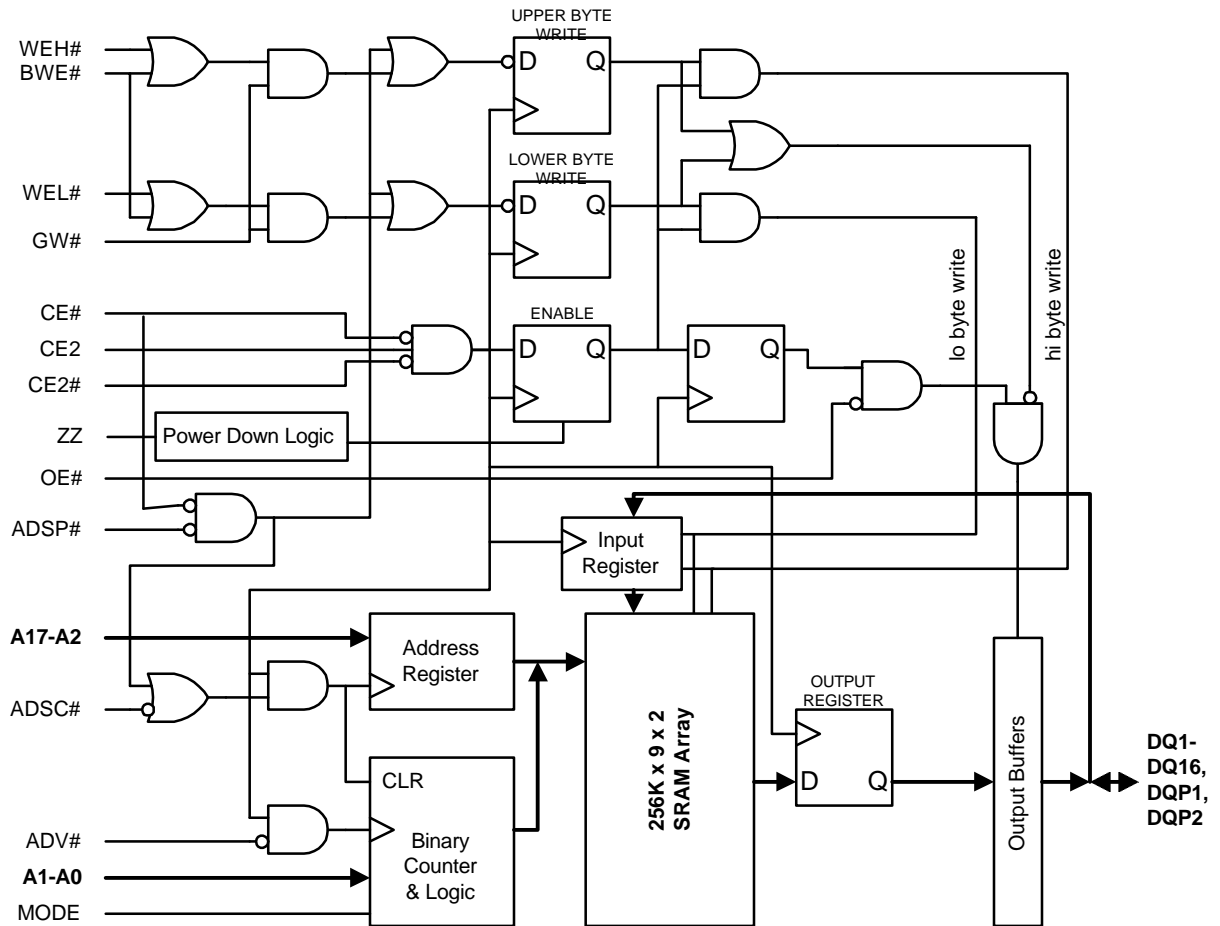 UPPER BYTE
WRITE
WEH#
BWE#
D Q
LOWER BYTE
WRITE
WEL#
D Q
GW#
lo byte write
hi byte write
CE#
ENABLE
CE2
D Q
D Q
CE2#
ZZ
Power Down Logic
OE#
ADSP#
Input
Register
A17-A2
Address
Register
ADSC#
OUTPUT
REGISTER
256K x 9 x 2
SRAM Array
CLR
D Q
Output Buffers
DQ1-
DQ16,
DQP1,
DQP2
ADV#
Binary
Counter
& Logic
A1-A0
MODE